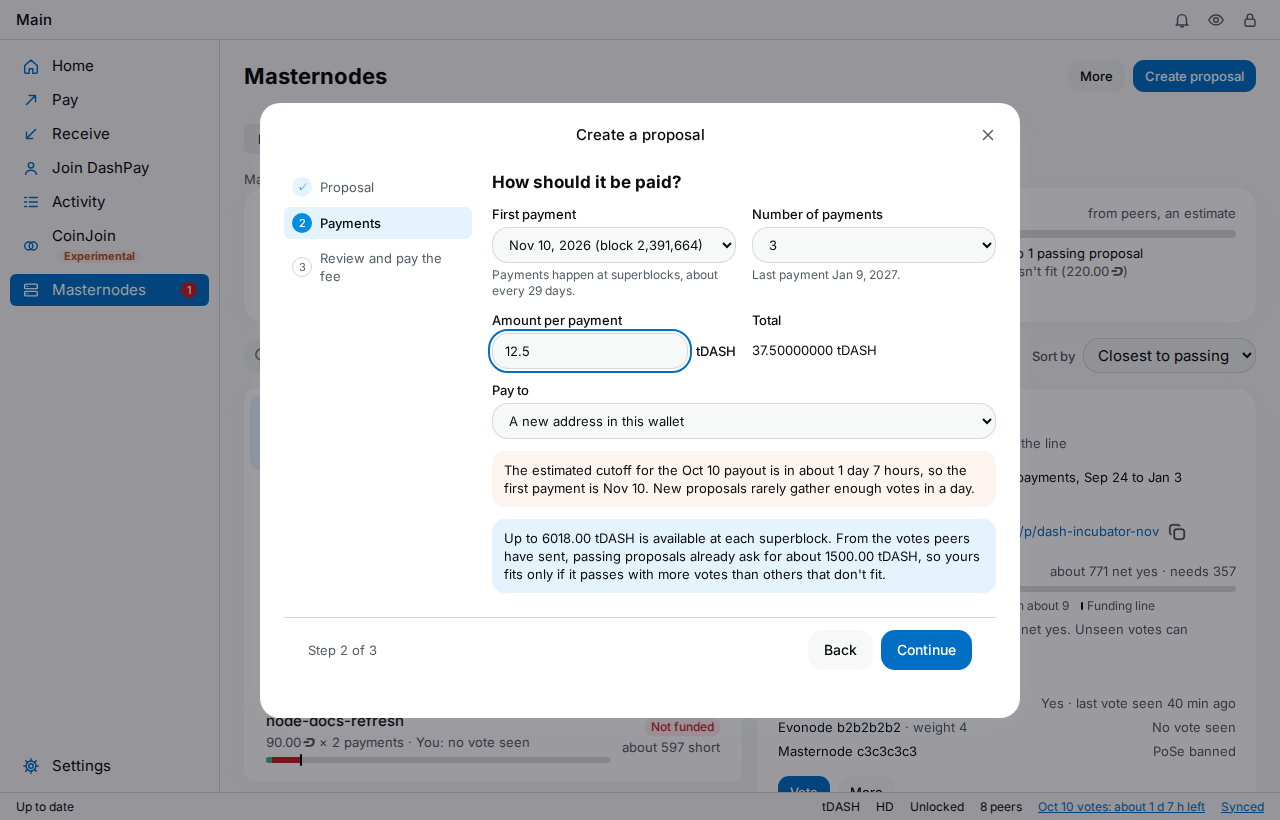 Main
Home
Pay
Receive
Join DashPay
Activity
CoinJoin
Experimental
Masternodes
1
Settings
Masternodes
More
Create proposal
from peers, an estimate
1 passing proposal
(220.00)
Sort by
Closest to passing
the line
payments, Sep 24 to Jan 3
/p/dash-incubator-nov
about 771 net yes · needs 357
about 9
Funding line
net yes. Unseen votes can
Yes · last vote seen 40 min ago
Evonode b2b2b2b2 · weight 4
No vote seen
Masternode c3c3c3c3
PoSe banned
Vote
More
node-docs-refresh
Not funded
90.00 × 2 payments · You: no vote seen
about 597 short
Create a proposal
✓ Proposal
2 Payments
3 Review and pay the
fee
How should it be paid?
First payment
Number of payments
Nov 10, 2026 (block 2,391,664)
3
Payments happen at superblocks, about
every 29 days.
Last payment Jan 9, 2027.
Amount per payment
Total
12.5
tDASH
37.50000000 tDASH
Pay to
A new address in this wallet
The estimated cutoff for the Oct 10 payout is in about 1 day 7 hours, so the
first payment is Nov 10. New proposals rarely gather enough votes in a day.
Up to 6018.00 tDASH is available at each superblock. From the votes peers
have sent, passing proposals already ask for about 1500.00 tDASH, so yours
fits only if it passes with more votes than others that don't fit.
Step 2 of 3
Back
Continue
Up to date
tDASH
HD
Unlocked
8 peers
Oct 10 votes: about 1 d 7 h left
Synced